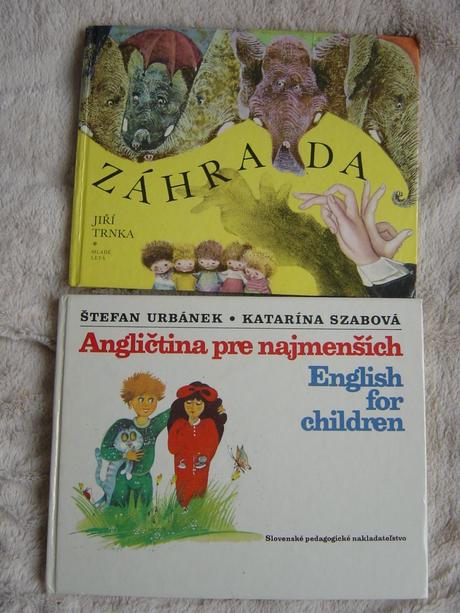 ZÁHRADA
JIŘÍ
TRNKA
MLADÉ
LETÁ
ŠTEFAN URBÁNEK • KATARÍNA SZABOVÁ
Angličtina pre najmenších
English
for
children
Slovenské pedagogické nakladateľstvo